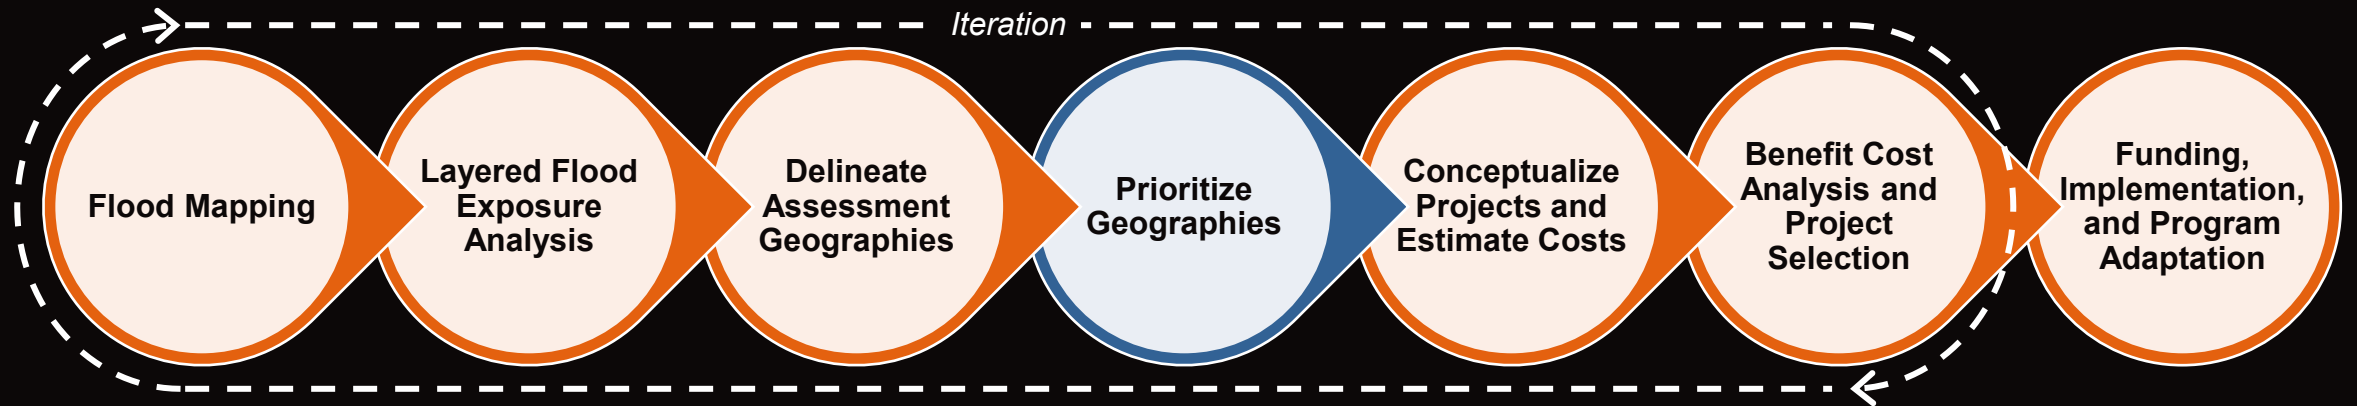 Iteration
Flood Mapping
Layered Flood
Exposure
Analysis
Delineate
Assessment
Geographies
Prioritize
Geographies
Conceptualize
Projects and
Estimate Costs
Benefit Cost
Analysis and
Project
Selection
Funding,
Implementation,
and Program
Adaptation